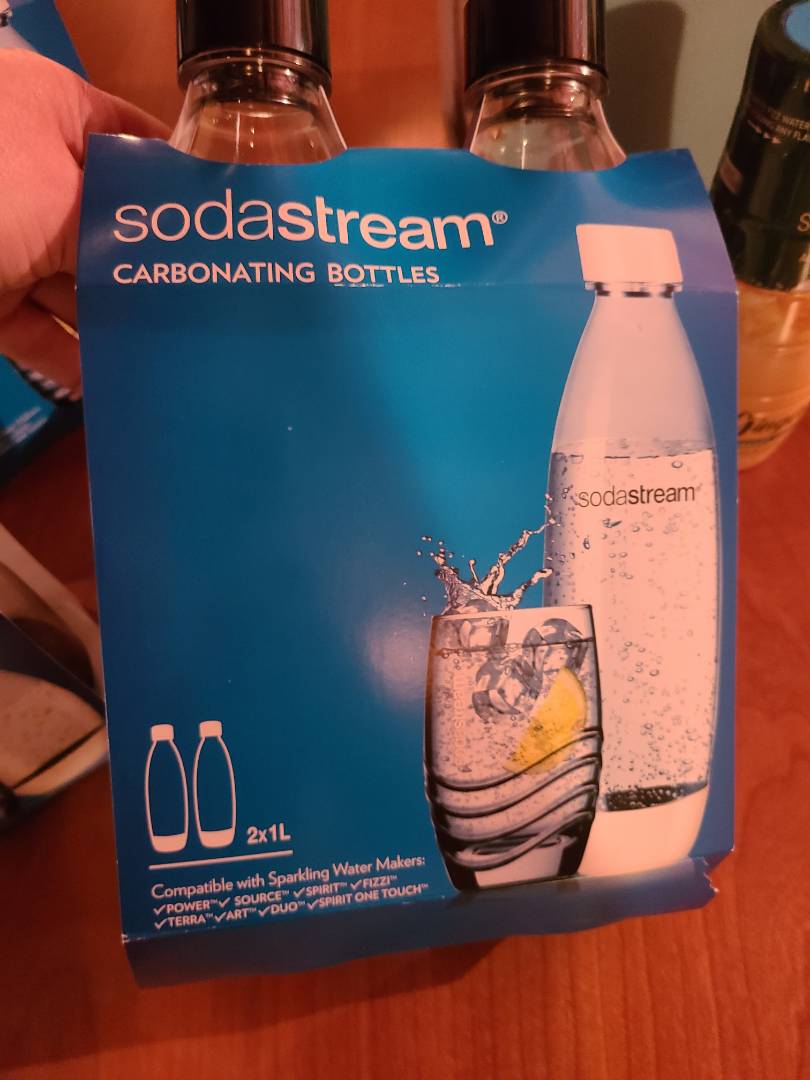 sodastream®
CARBONATING BOTTLES
sodastream
2x1L
Compatible with Sparkling Water Makers:
✓POWER™ ✓ SOURCE™ ✓SPIRIT™ ✓FIZZI™
✓TERRA™ ✓ART™ ✓DUO™ ✓SPIRIT ONE TOUCH™